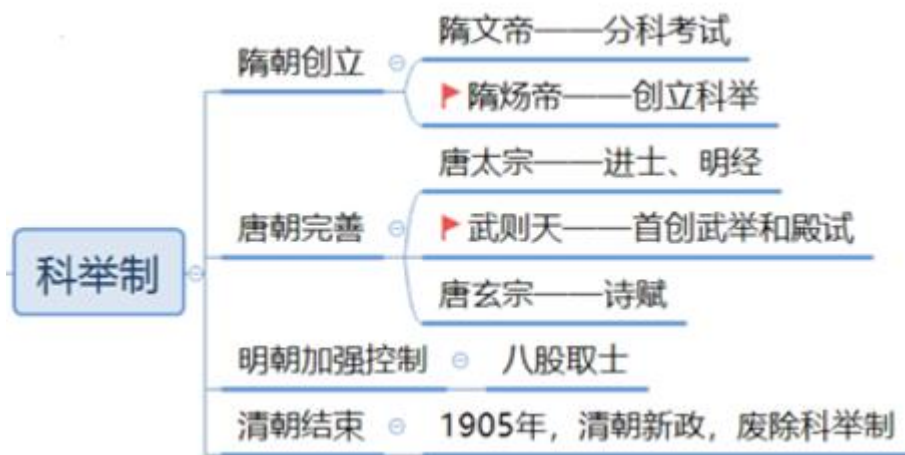 科举制
隋朝创立
隋文帝——分科考试
隋炀帝——创立科举
唐朝完善
唐太宗——进士、明经
武则天——首创武举和殿试
唐玄宗——诗赋
明朝加强控制
八股取士
清朝结束
1905年，清朝新政，废除科举制